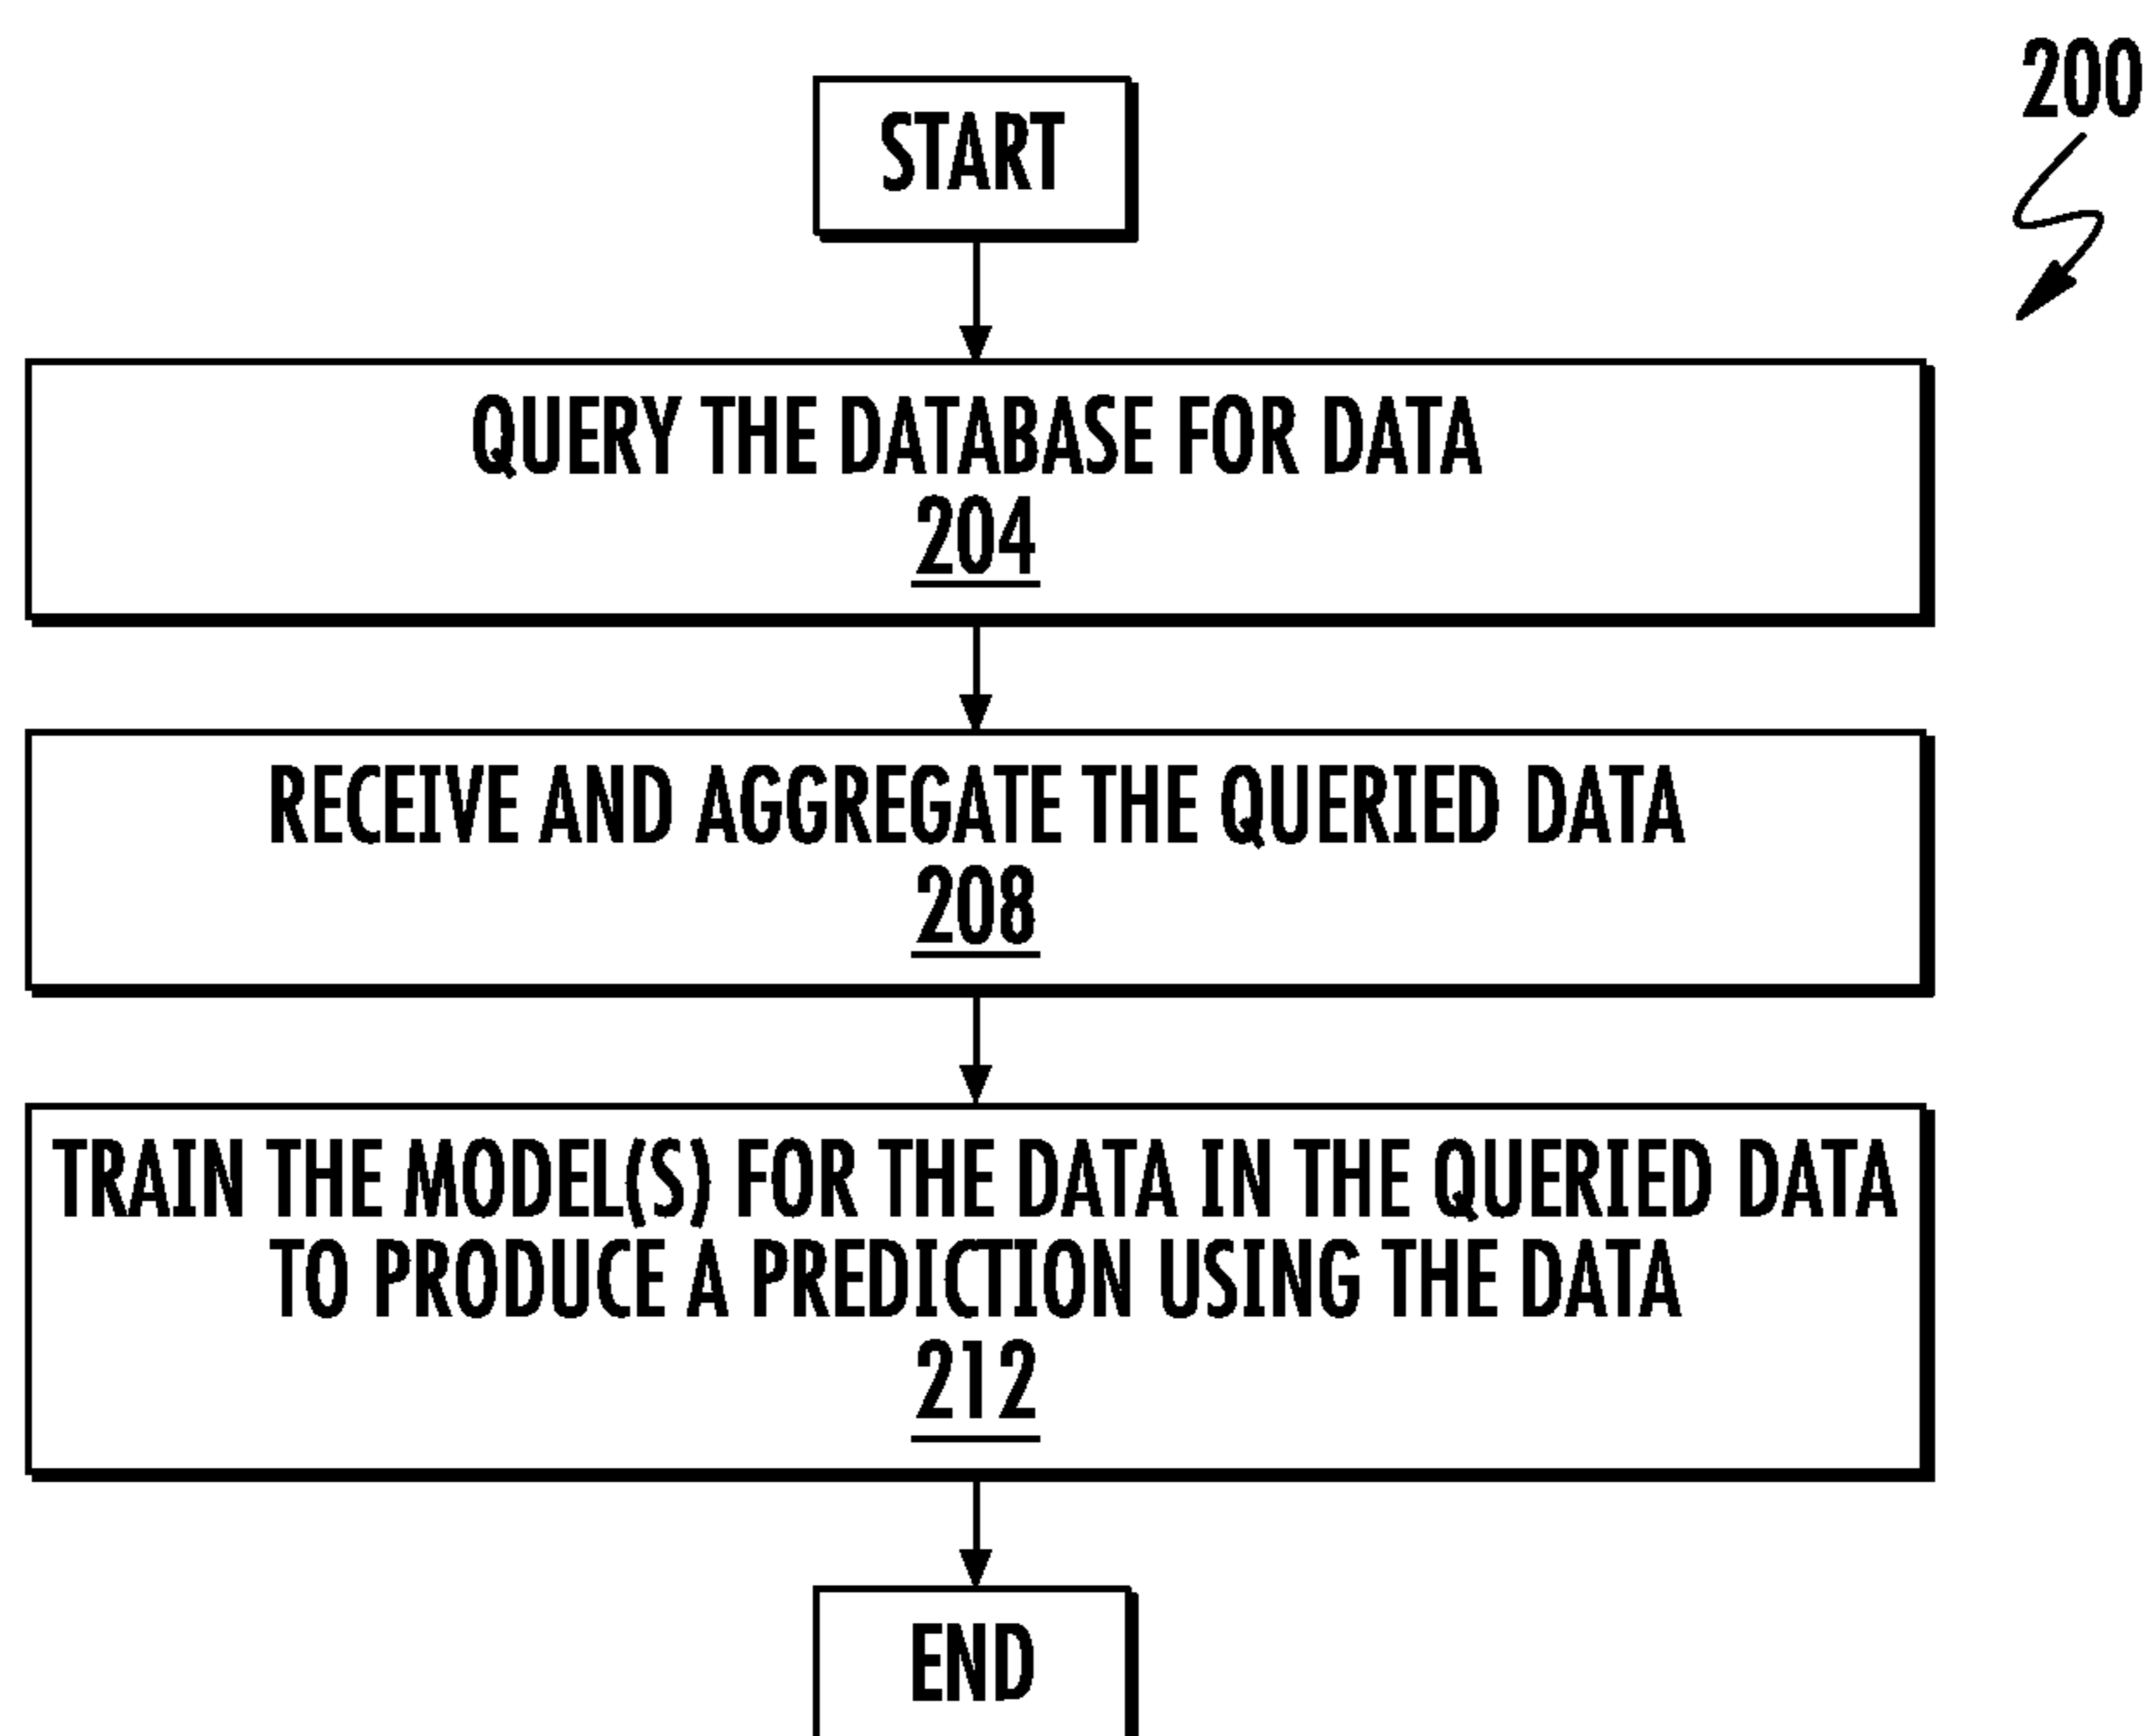 200
START
QUERY THE DATABASE FOR DATA
204
RECEIVE AND AGGREGATE THE QUERIED DATA
208
TRAIN THE MODEL(S) FOR THE DATA IN THE QUERIED DATA
TO PRODUCE A PREDICTION USING THE DATA
212
END